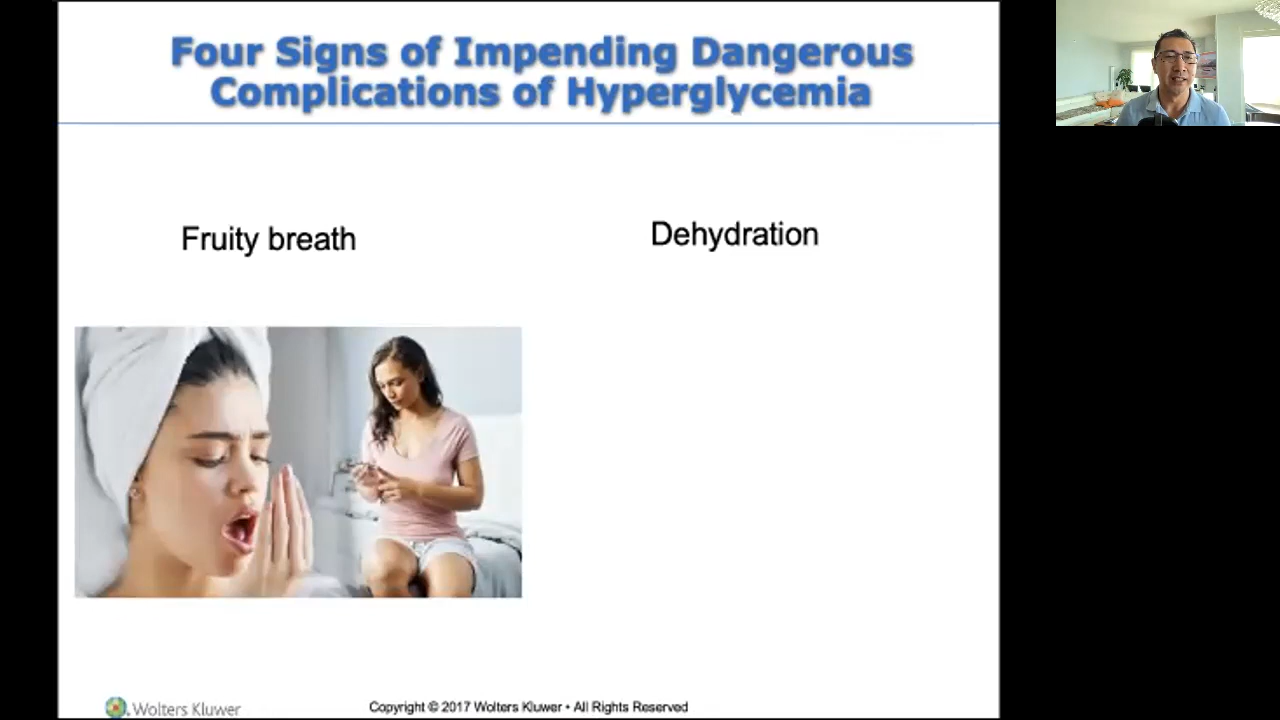 Four Signs of Impending Dangerous
Complications of Hyperglycemia
Fruity breath
Dehydration
Wolters Kluwer
Copyright © 2017 Wolters Kluwer • All Rights Reserved